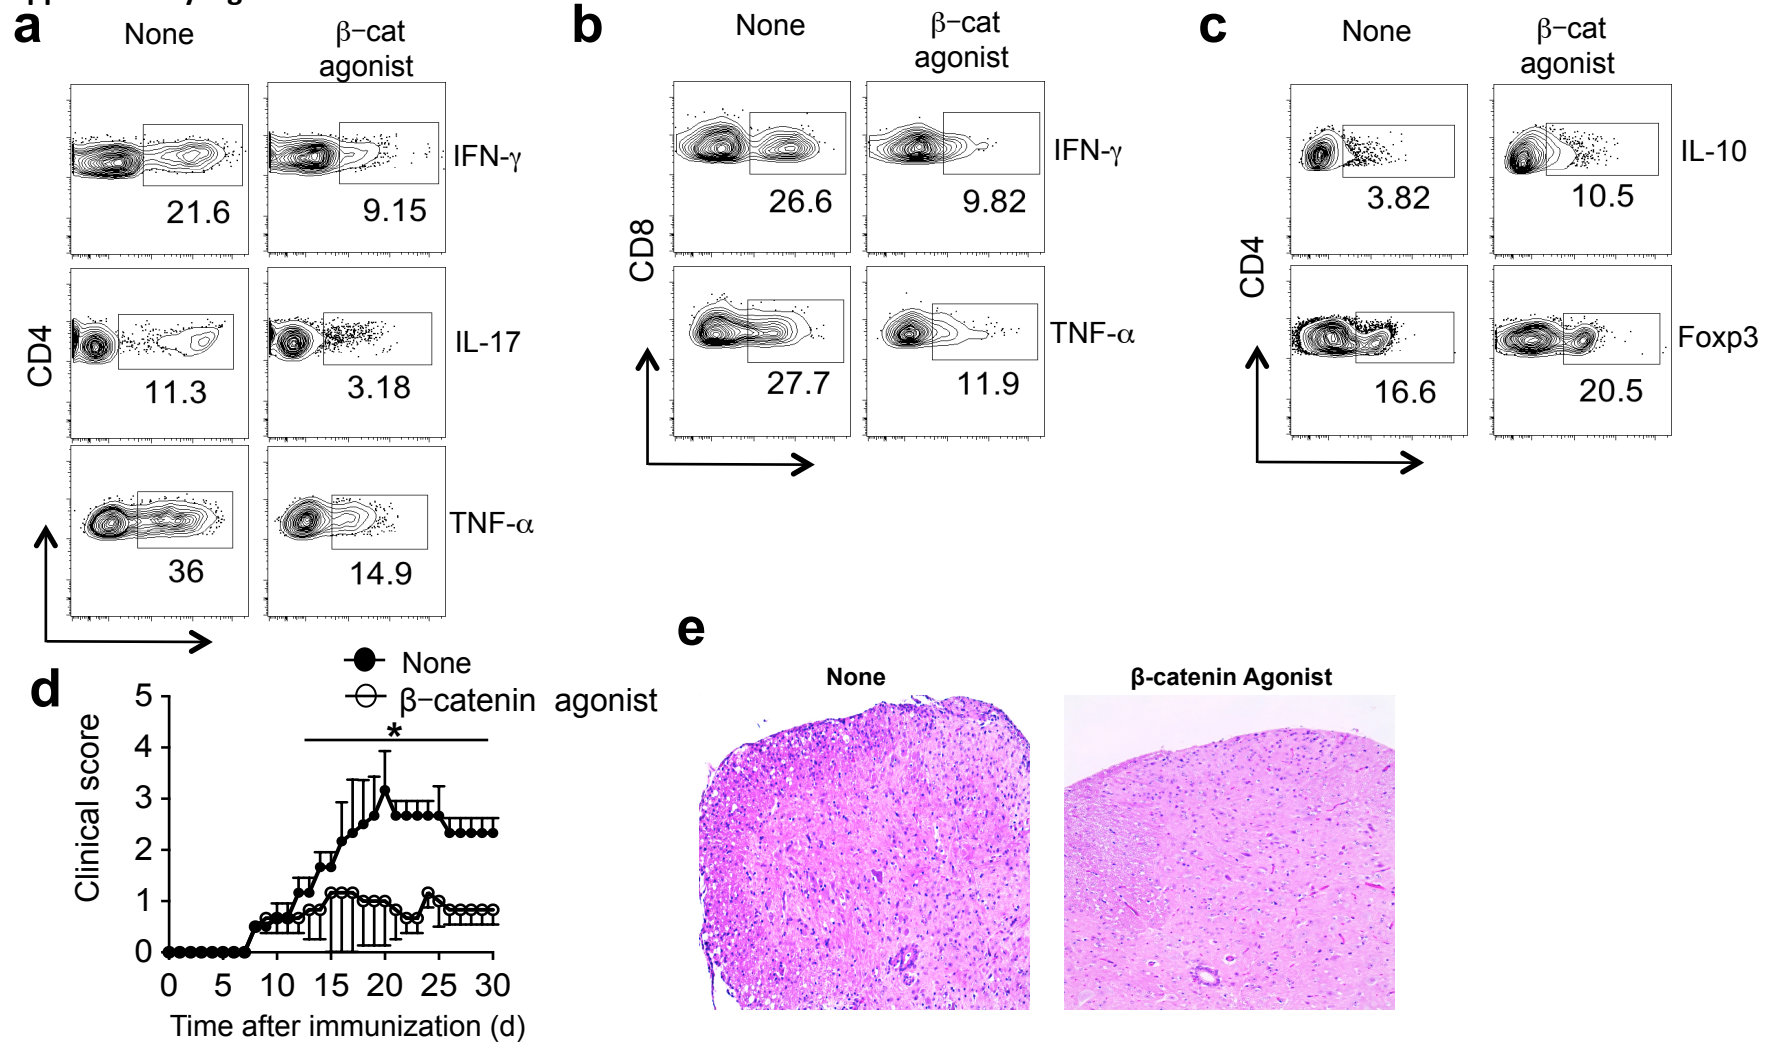 a
None
β−cat
agonist
IFN-γ
21.6
9.15
CD4
IL-17
11.3
3.18
TNF-α
36
14.9
b
None
β−cat
agonist
IFN-γ
26.6
9.82
CD8
TNF-α
27.7
11.9
c
None
β−cat
agonist
IL-10
3.82
10.5
CD4
Foxp3
16.6
20.5
d
None
β−catenin agonist
*
Clinical score
5
4
3
2
1
0
0 5 10 15 20 25 30
Time after immunization (d)
e
None
β-catenin Agonist